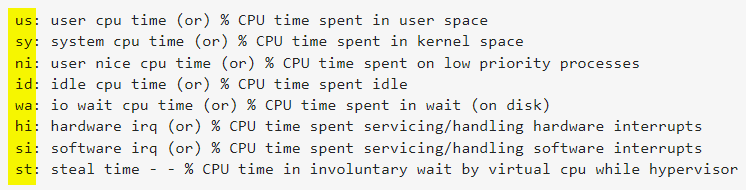 us: user cpu time (or) % CPU time spent in user space
sy: system cpu time (or) % CPU time spent in kernel space
ni: user nice cpu time (or) % CPU time spent on low priority processes
id: idle cpu time (or) % CPU time spent idle
wa: io wait cpu time (or) % CPU time spent in wait (on disk)
hi: hardware irq (or) % CPU time spent servicing/handling hardware interrupts
si: software irq (or) % CPU time spent servicing/handling software interrupts
st: steal time - - % CPU time in involuntary wait by virtual cpu while hypervisor